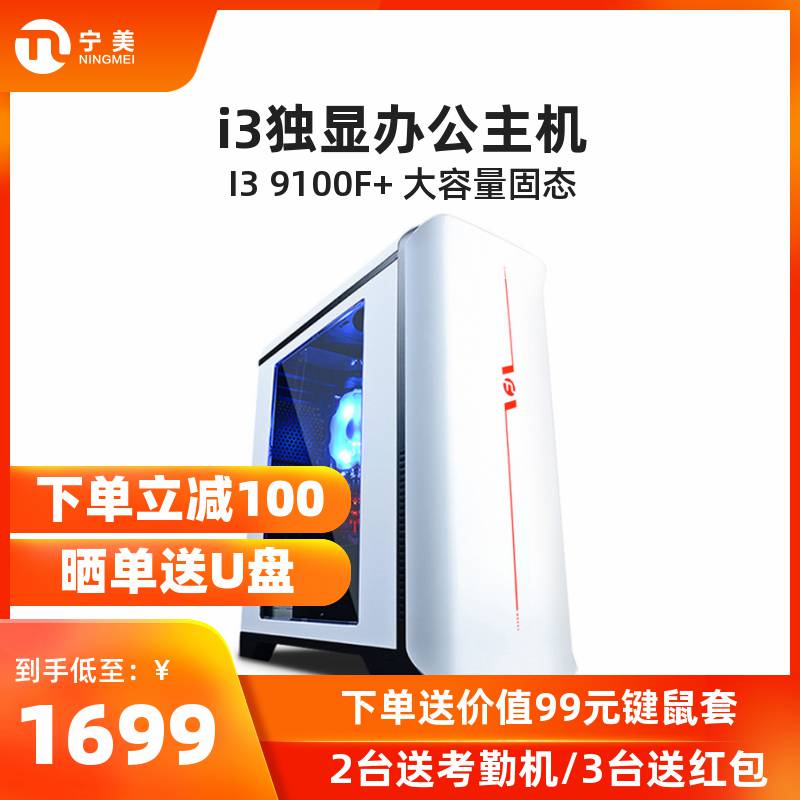 宁美
NINGMEI
i3独显办公主机
I3 9100F+ 大容量固态
下单立减100
晒单送U盘
到手低至：¥
1699
下单送价值99元键鼠套
2台送考勤机/3台送红包